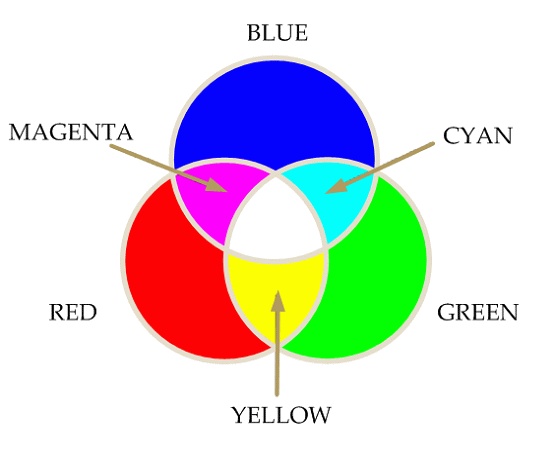 BLUE
MAGENTA
CYAN
RED
GREEN
YELLOW